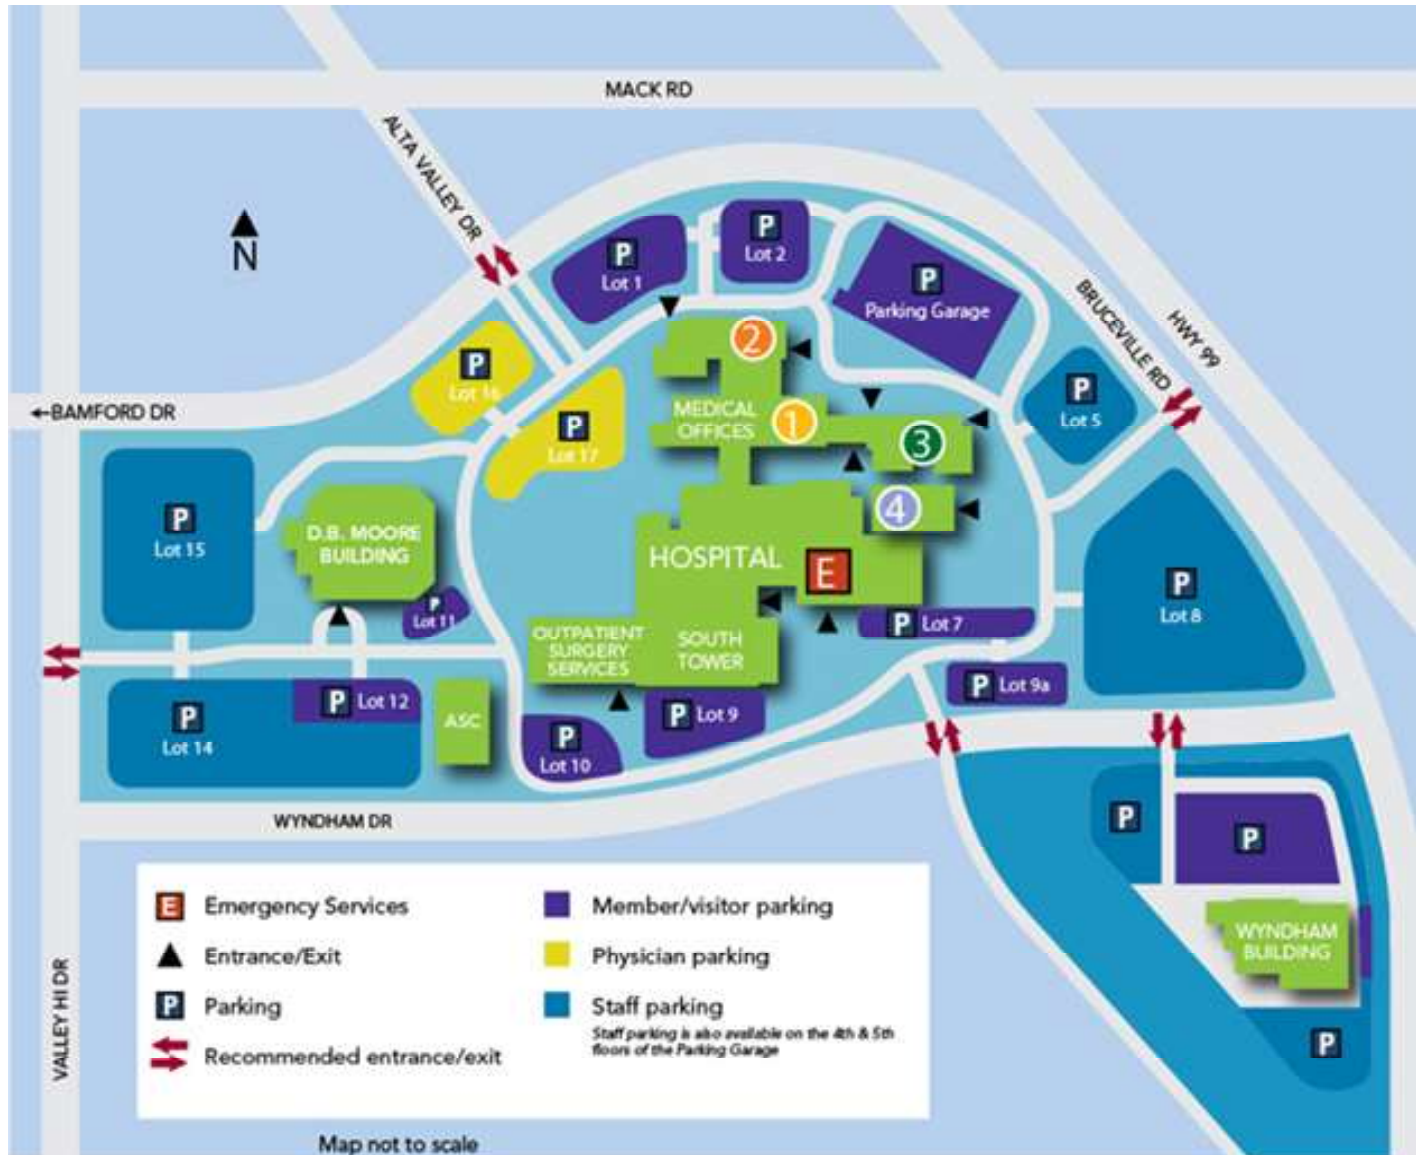 MACK RD
ALTA VALLEY DR
N
P
Lot 1
P
Lot 2
P
Parking Garage
BRUCEVILLE RD
HWY 99
2
P
Lot 16
P
Lot 17
←BAMFORD DR
MEDICAL
OFFICES
1
3
P
Lot 5
4
P
Lot 15
D.B. MOORE
BUILDING
HOSPITAL
E
P
Lot 8
P
Lot 11
P Lot 7
OUTPATIENT
SURGERY
SERVICES
SOUTH
TOWER
P Lot 9a
P Lot 12
P
Lot 14
ASC
P Lot 9
P
Lot 10
WYNDHAM DR
P
P
WYNDHAM
BUILDING
P
VALLEY HI DR
E Emergency Services
Entrance/Exit
P Parking
Recommended entrance/exit
Member/visitor parking
Physician parking
Staff parking
Staff parking is also available on the 4th & 5th
floors of the Parking Garage
Map not to scale